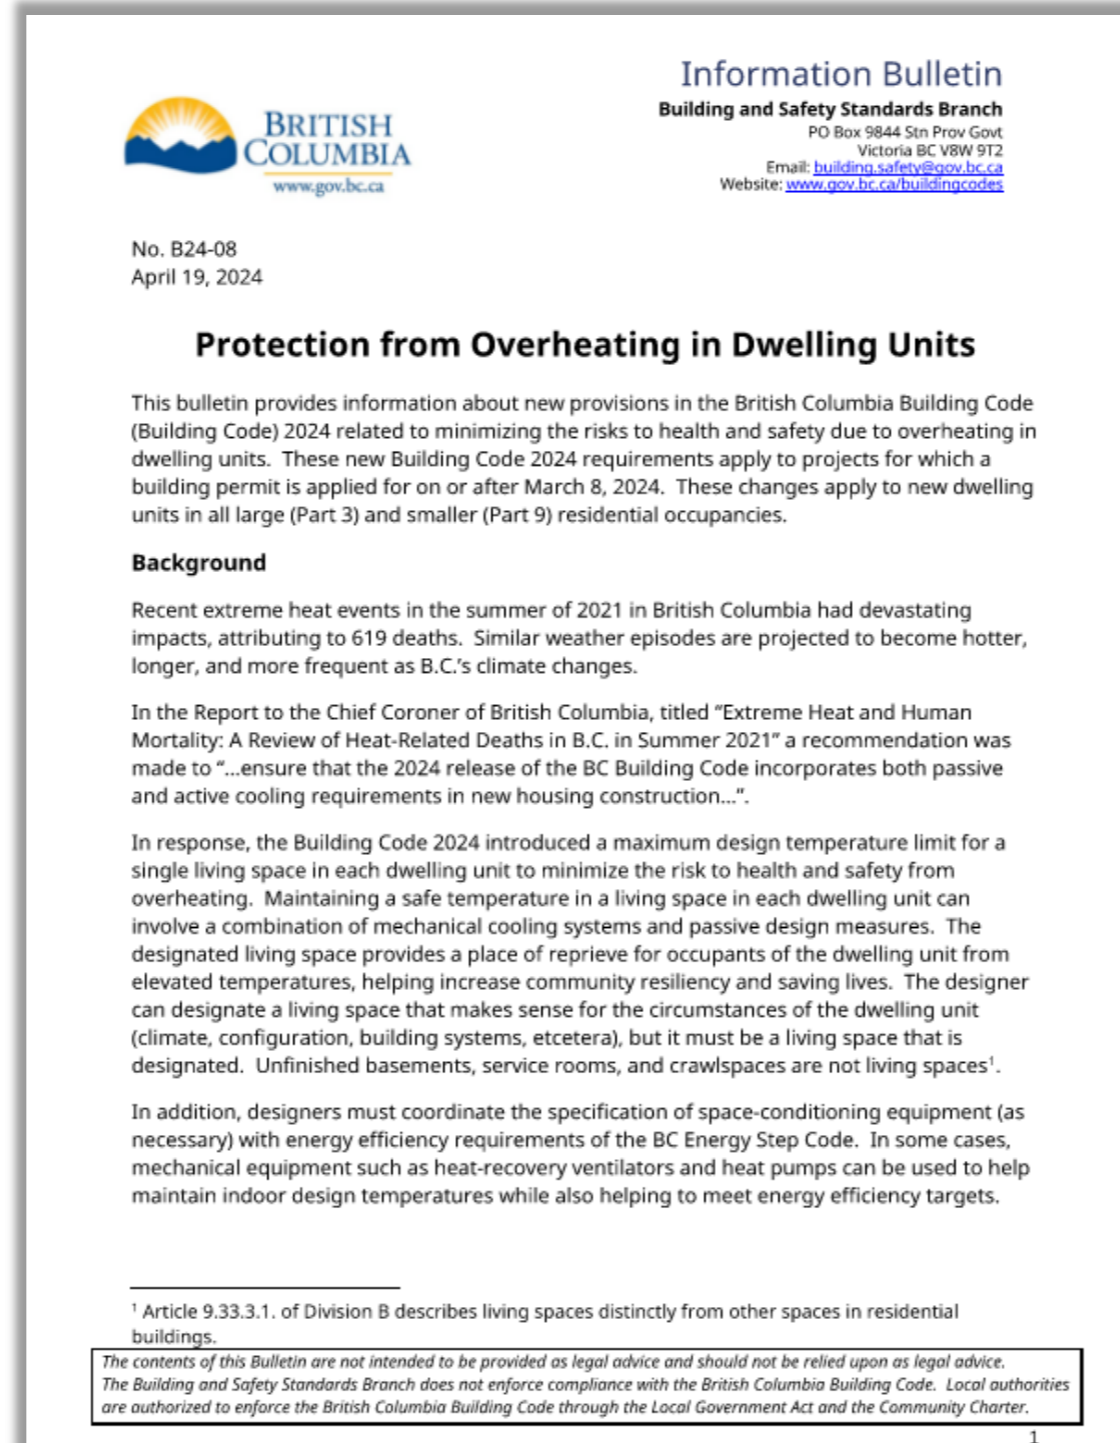 Information Bulletin
Building and Safety Standards Branch
PO Box 9844 Stn Prov Govt
Victoria BC V8W 9T2
Email: building.safety@gov.bc.ca
Website: www.gov.bc.ca/buildingcodes
BRITISH
COLUMBIA
www.gov.bc.ca
No. B24-08
April 19, 2024
Protection from Overheating in Dwelling Units
This bulletin provides information about new provisions in the British Columbia Building Code
(Building Code) 2024 related to minimizing the risks to health and safety due to overheating in
dwelling units.  These new Building Code 2024 requirements apply to projects for which a
building permit is applied for on or after March 8, 2024.  These changes apply to new dwelling
units in all large (Part 3) and smaller (Part 9) residential occupancies.
Background
Recent extreme heat events in the summer of 2021 in British Columbia had devastating
impacts, attributing to 619 deaths.  Similar weather episodes are projected to become hotter,
longer, and more frequent as B.C.’s climate changes.
In the Report to the Chief Coroner of British Columbia, titled “Extreme Heat and Human
Mortality: A Review of Heat-Related Deaths in B.C. in Summer 2021” a recommendation was
made to “…ensure that the 2024 release of the BC Building Code incorporates both passive
and active cooling requirements in new housing construction…”.
In response, the Building Code 2024 introduced a maximum design temperature limit for a
single living space in each dwelling unit to minimize the risk to health and safety from
overheating.  Maintaining a safe temperature in a living space in each dwelling unit can
involve a combination of mechanical cooling systems and passive design measures.  The
designated living space provides a place of reprieve for occupants of the dwelling unit from
elevated temperatures, helping increase community resiliency and saving lives.  The designer
can designate a living space that makes sense for the circumstances of the dwelling unit
(climate, configuration, building systems, etcetera), but it must be a living space that is
designated.  Unfinished basements, service rooms, and crawlspaces are not living spaces¹.
In addition, designers must coordinate the specification of space-conditioning equipment (as
necessary) with energy efficiency requirements of the BC Energy Step Code.  In some cases,
mechanical equipment such as heat-recovery ventilators and heat pumps can be used to help
maintain indoor design temperatures while also helping to meet energy efficiency targets.
¹ Article 9.33.3.1. of Division B describes living spaces distinctly from other spaces in residential
buildings.
The contents of this Bulletin are not intended to be provided as legal advice and should not be relied upon as legal advice.
The Building and Safety Standards Branch does not enforce compliance with the British Columbia Building Code.  Local authorities
are authorized to enforce the British Columbia Building Code through the Local Government Act and the Community Charter.
1